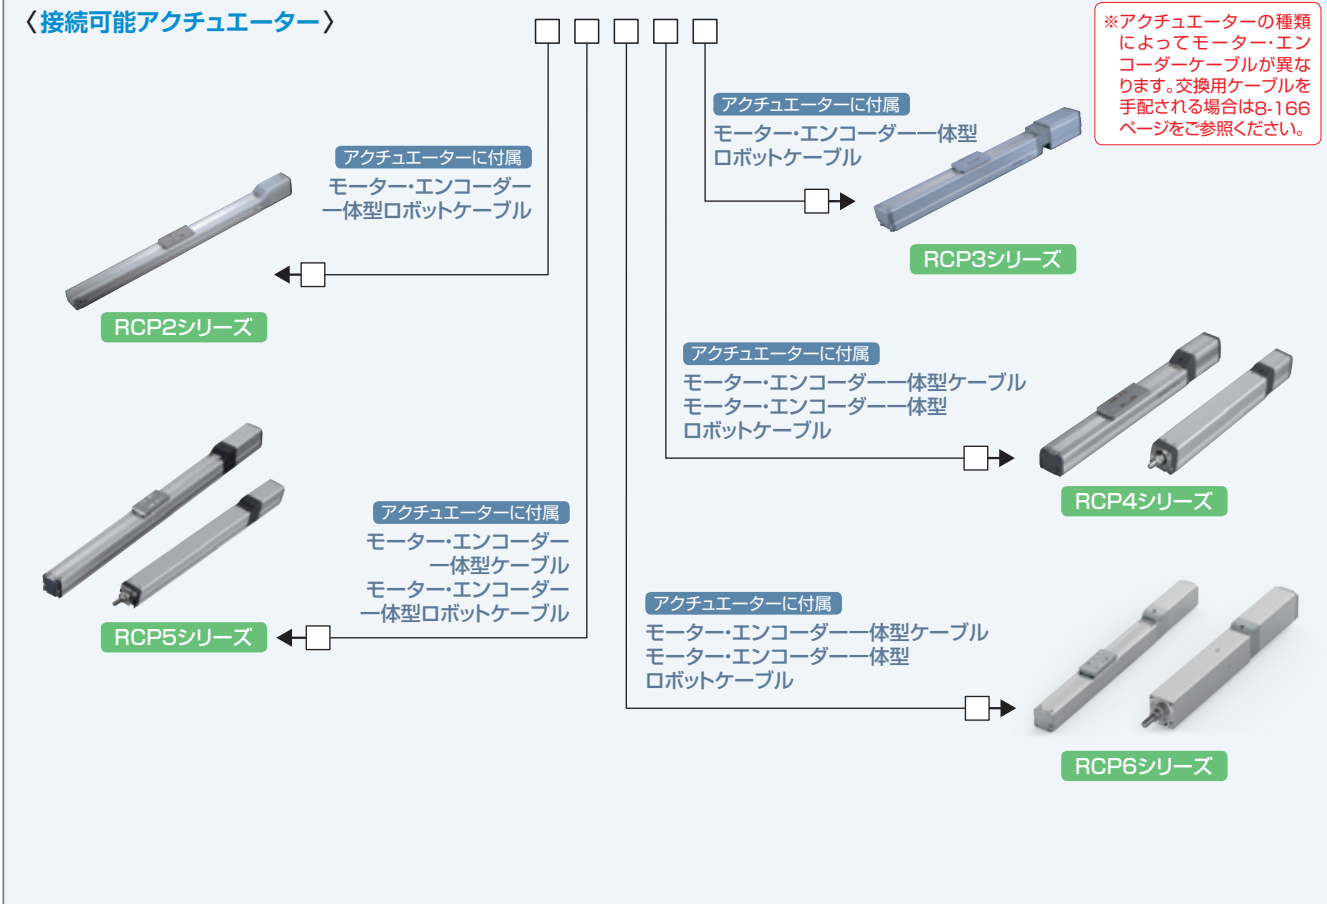 〈接続可能アクチュエーター〉
※アクチュエーターの種類
によってモーター・エン
コーダーケーブルが異な
ります。交換用ケーブルを
手配される場合は8-166
ページをご参照ください。
アクチュエーターに付属
モーター・エンコーダー
一体型ロボットケーブル
RCP2シリーズ
アクチュエーターに付属
モーター・エンコーダー一体型
ロボットケーブル
RCP3シリーズ
アクチュエーターに付属
モーター・エンコーダー一体型ケーブル
モーター・エンコーダー一体型
ロボットケーブル
RCP4シリーズ
アクチュエーターに付属
モーター・エンコーダー
一体型ケーブル
モーター・エンコーダー
一体型ロボットケーブル
RCP5シリーズ
アクチュエーターに付属
モーター・エンコーダー一体型ケーブル
モーター・エンコーダー一体型
ロボットケーブル
RCP6シリーズ